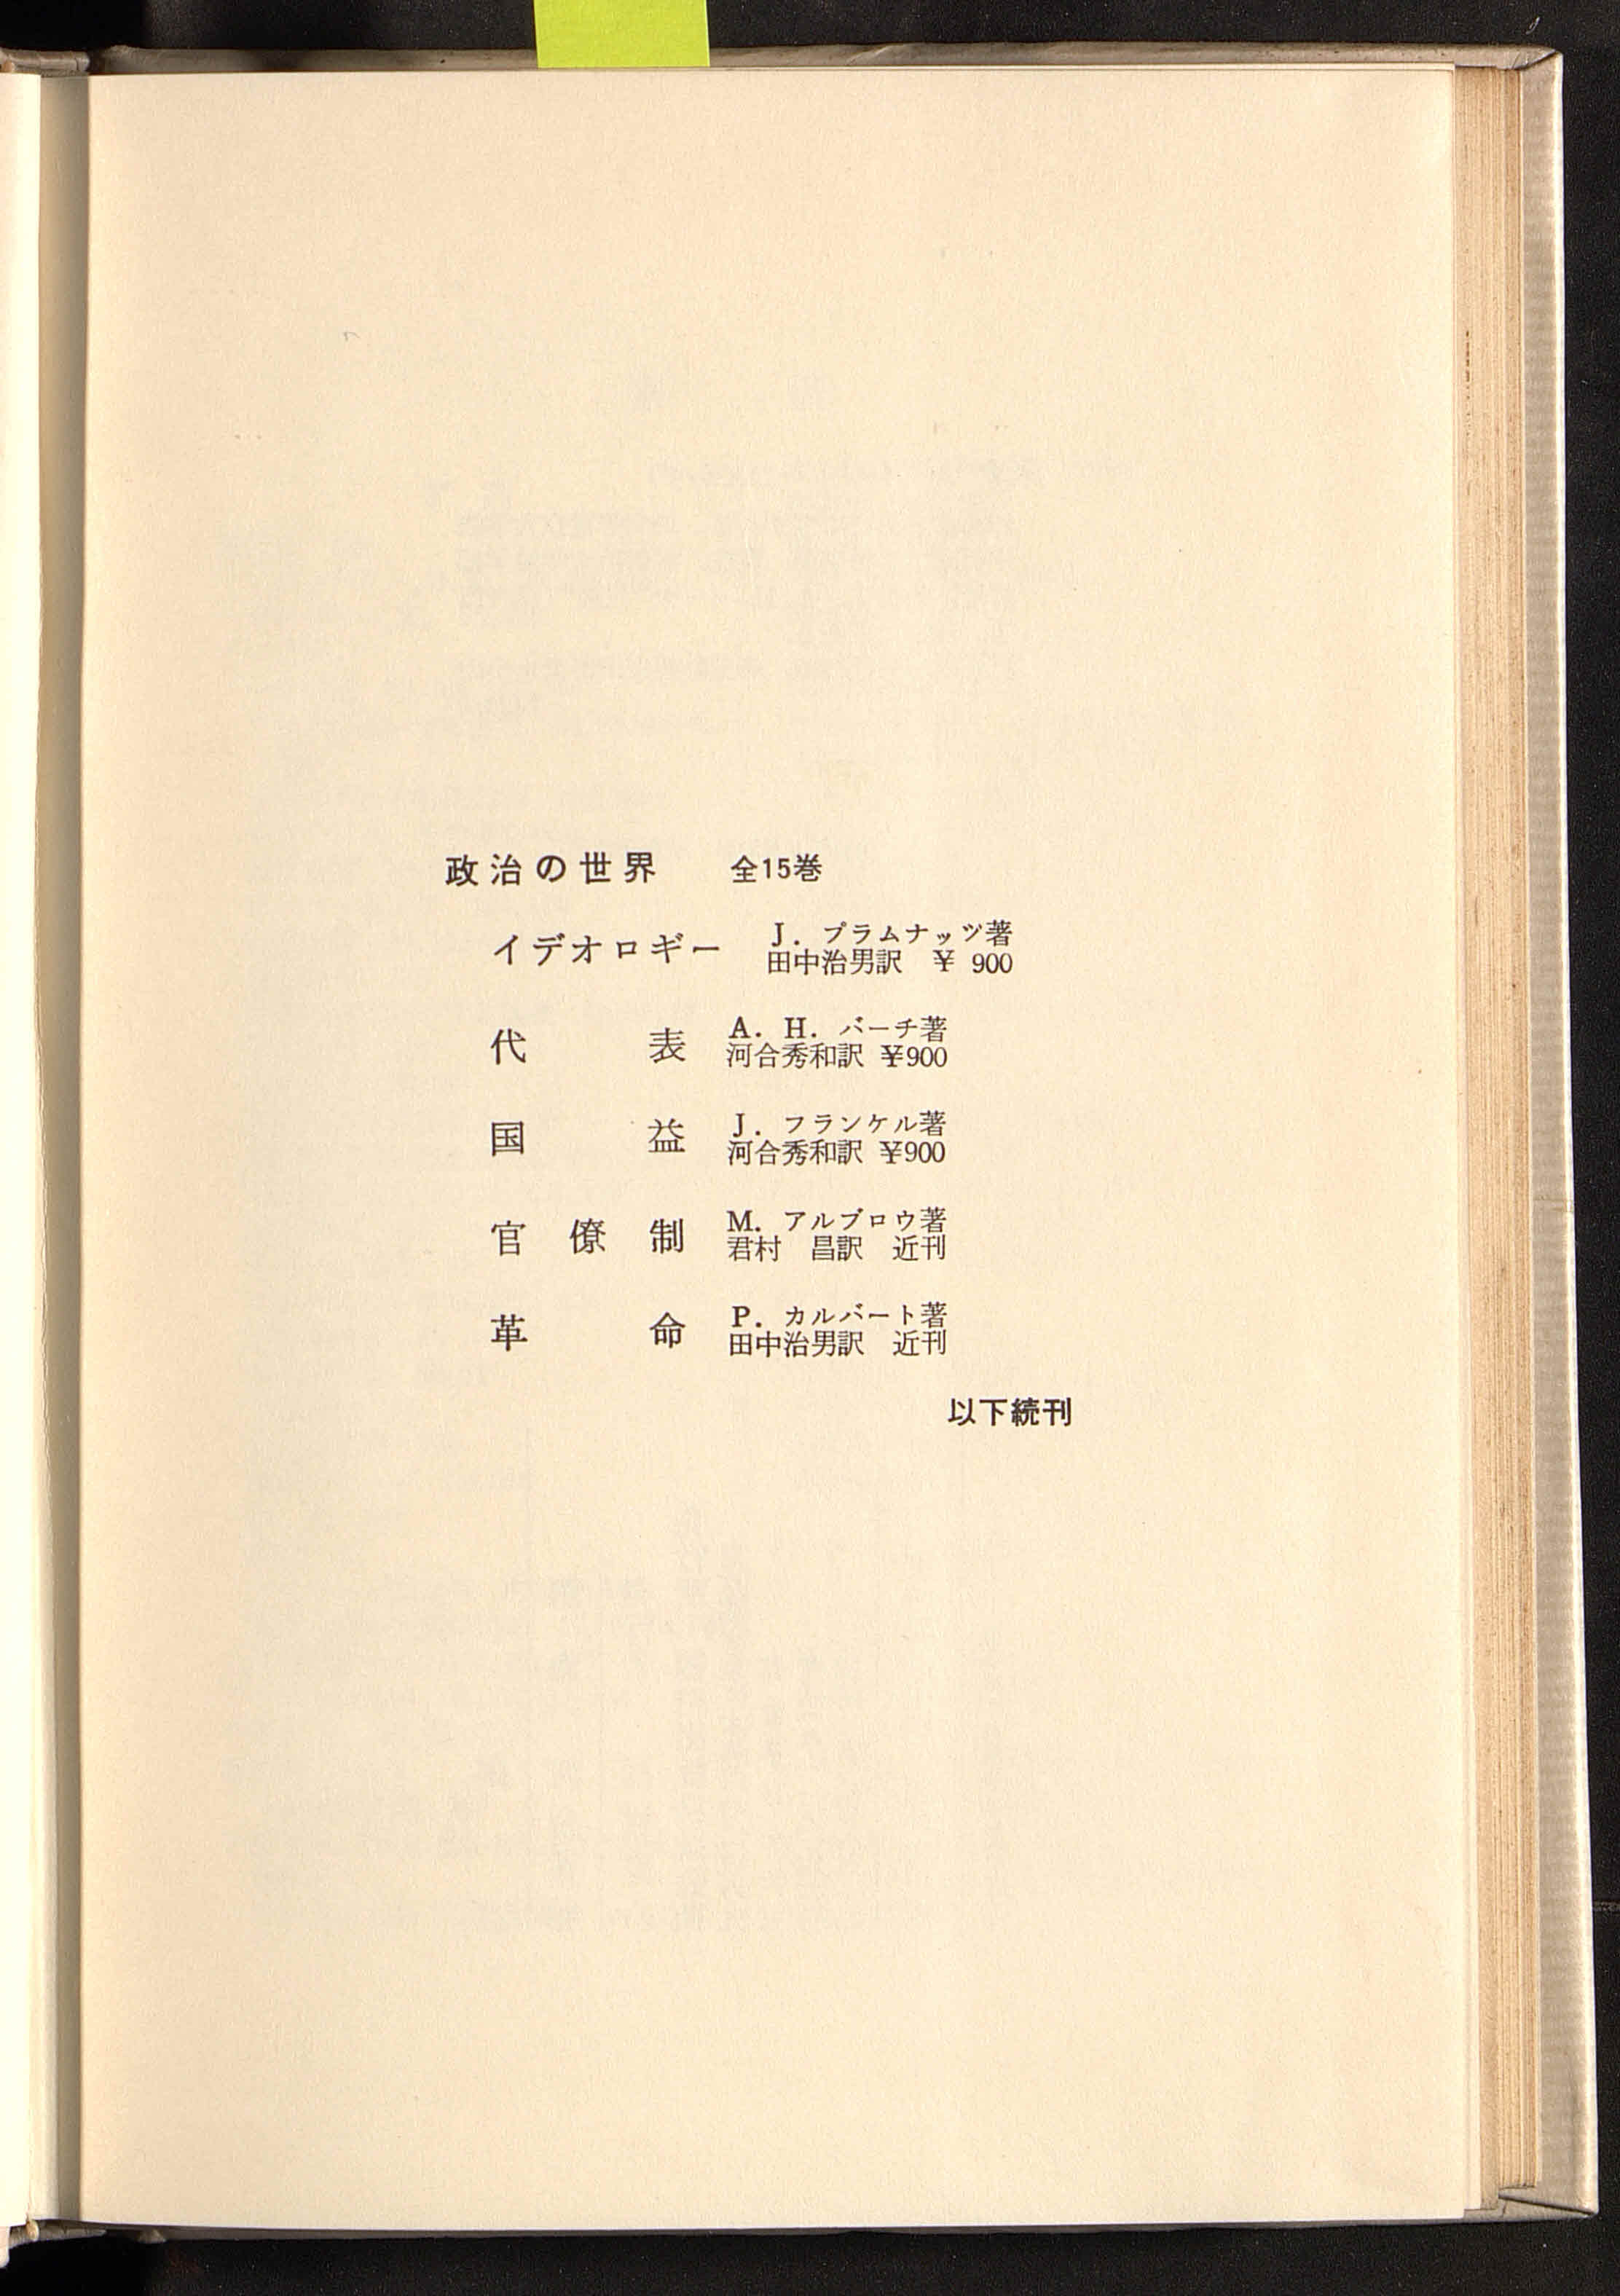 政治の世界　全15巻
イデオロギー　J．プラムナッツ著
田中治男訳　¥ 900
代表　A．H．バーチ著
河合秀和訳 ¥900
国益　J．フランケル著
河合秀和訳 ¥900
官僚制　M．アルブロウ著
君村　昌訳　近刊
革命　P．カルバート著
田中治男訳　近刊
以下続刊